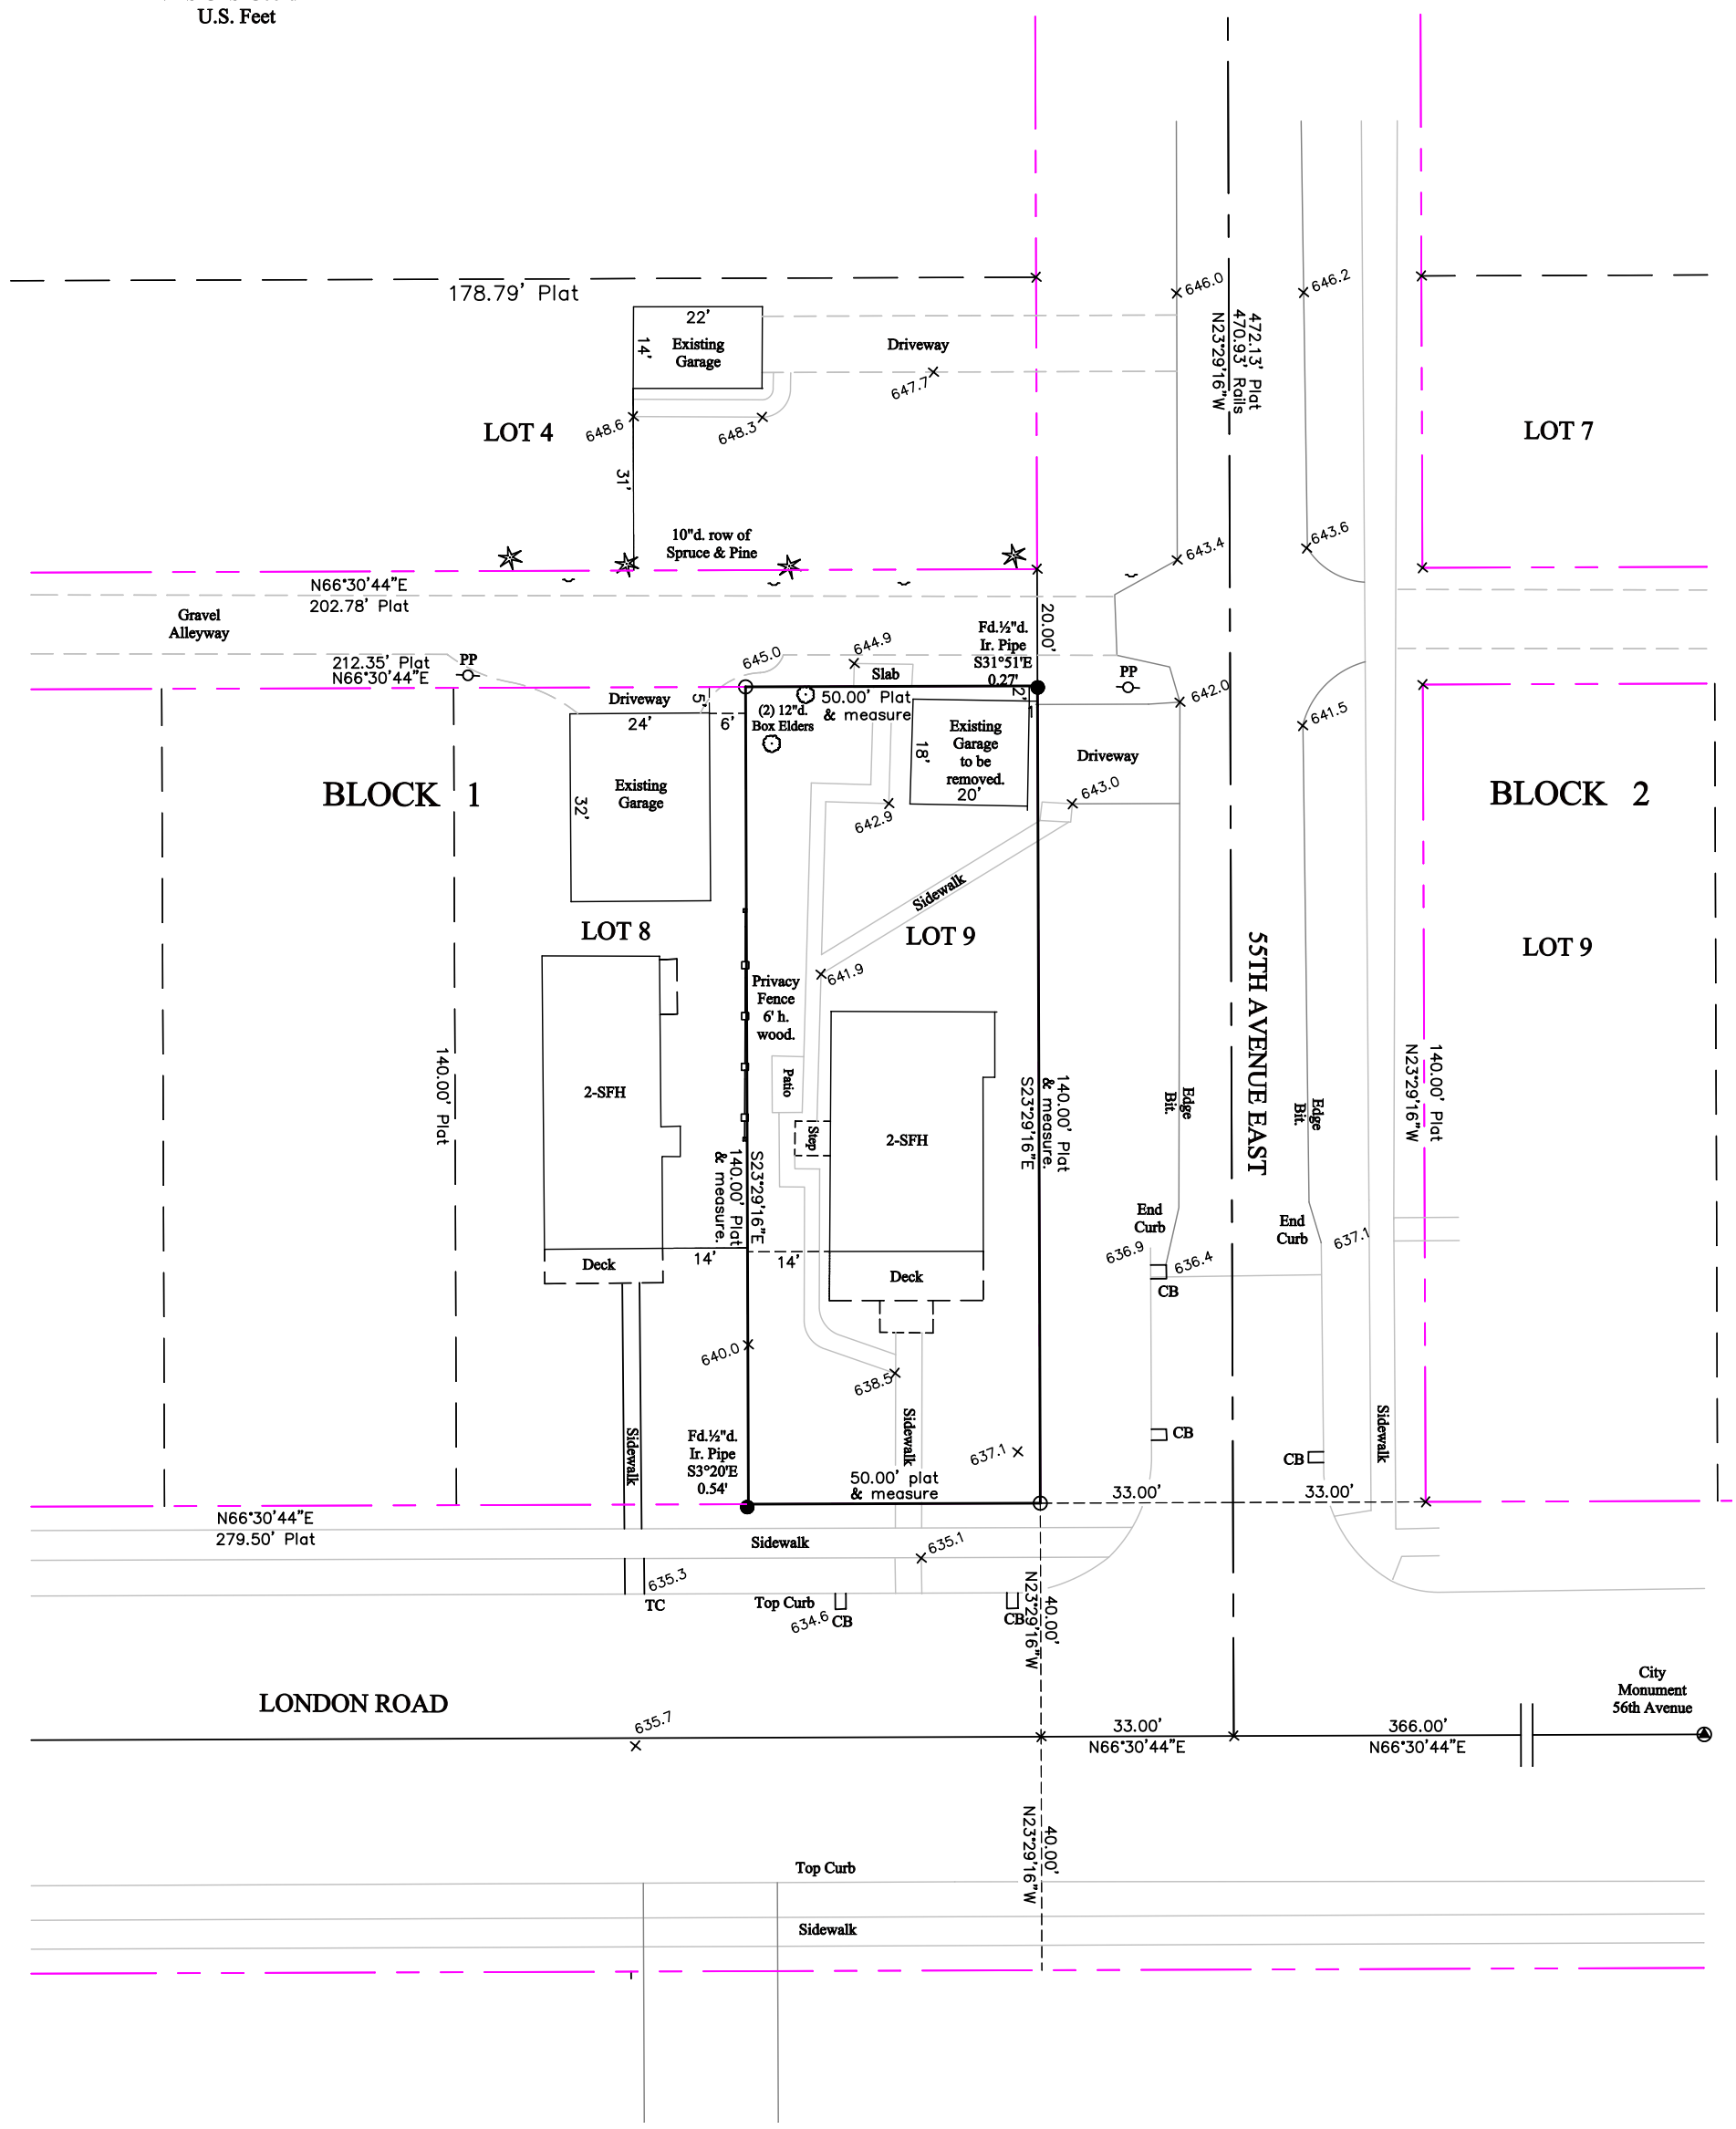 U.S. Feet
178.79' Plat
22'
14'
Existing
Garage
Driveway
647.7
646.0
646.2
472.13' Plat
470.93' Rails
N23°29'16"W
648.6
648.3
LOT 4
LOT 7
31'
10"d. row of
Spruce & Pine
643.4
643.6
N66°30'44"E
202.78' Plat
Gravel
Alleyway
20.00'
Fd.½"d.
Ir. Pipe
S31°51'E
0.27'
644.9
645.0
Slab
212.35' Plat
N66°30'44"E
PP
PP
642.0
641.5
Driveway
5'
24'
6'
(2) 12"d.
Box Elders
50.00' Plat
& measure
2'
1'
Existing
Garage
to be
removed.
18'
20'
Driveway
643.0
642.9
BLOCK 1
Existing
Garage
32'
BLOCK 2
Sidewalk
LOT 8
LOT 9
LOT 9
55TH AVENUE EAST
641.9
Privacy
Fence
6' h.
wood.
Patio
Step
2-SFH
2-SFH
140.00' Plat
140.00' Plat
& measure.
S23°29'16"E
Edge
Bit.
Edge
Bit.
140.00' Plat
N23°29'16"W
S23°29'16"E
140.00' Plat
& measure.
End
Curb
End
Curb
636.9
636.4
637.1
CB
14'
14'
Deck
Deck
640.0
638.5
Sidewalk
Sidewalk
Sidewalk
637.1
CB
CB
Fd.½"d.
Ir. Pipe
S3°20'E
0.54'
50.00' plat
& measure
33.00'
33.00'
N66°30'44"E
279.50' Plat
Sidewalk
635.1
635.3
TC
Top Curb
634.6
CB
CB
40.00'
N23°29'16"W
LONDON ROAD
635.7
33.00'
N66°30'44"E
366.00'
N66°30'44"E
City
Monument
56th Avenue
40.00'
N23°29'16"W
Top Curb
Sidewalk